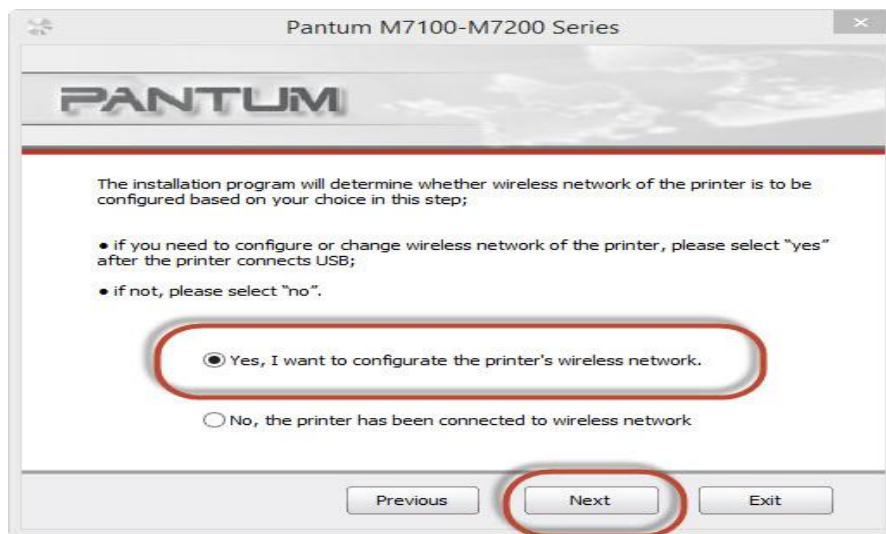 Pantum M7100-M7200 Series
PANTUM
The installation program will determine whether wireless network of the printer is to be
configured based on your choice in this step;
• if you need to configure or change wireless network of the printer, please select “yes”
after the printer connects USB;
• if not, please select “no”.
Yes, I want to configurate the printer's wireless network.
No, the printer has been connected to wireless network
Previous Next Exit